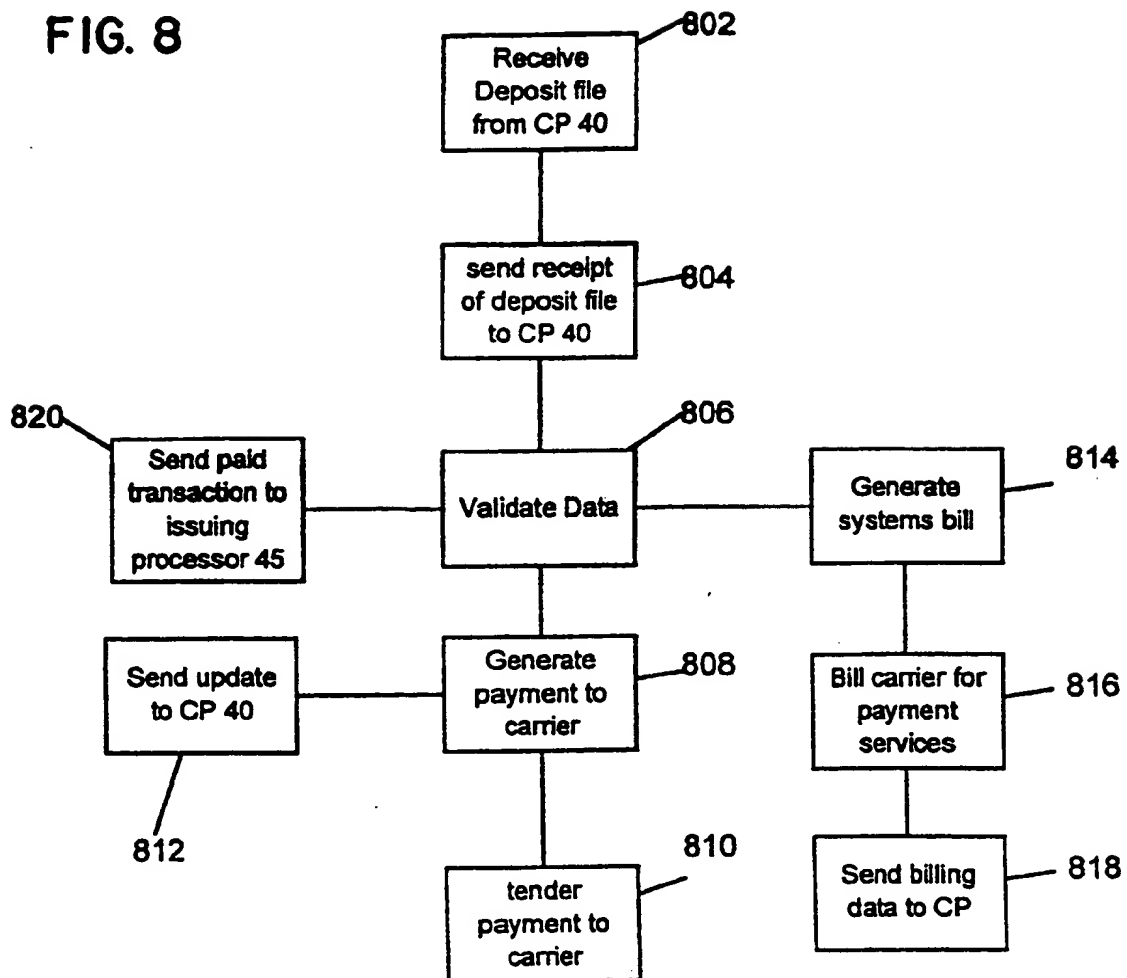 FIG. 8
802
Receive
Deposit file
from CP 40
send receipt
of deposit file
to CP 40
804
820
806
Send paid
transaction to
issuing
processor 45
Validate Data
Generate
systems bill
814
Send update
to CP 40
812
Generate
payment to
carrier
808
Bill carrier for
payment
services
816
tender
payment to
carrier
810
Send billing
data to CP
818